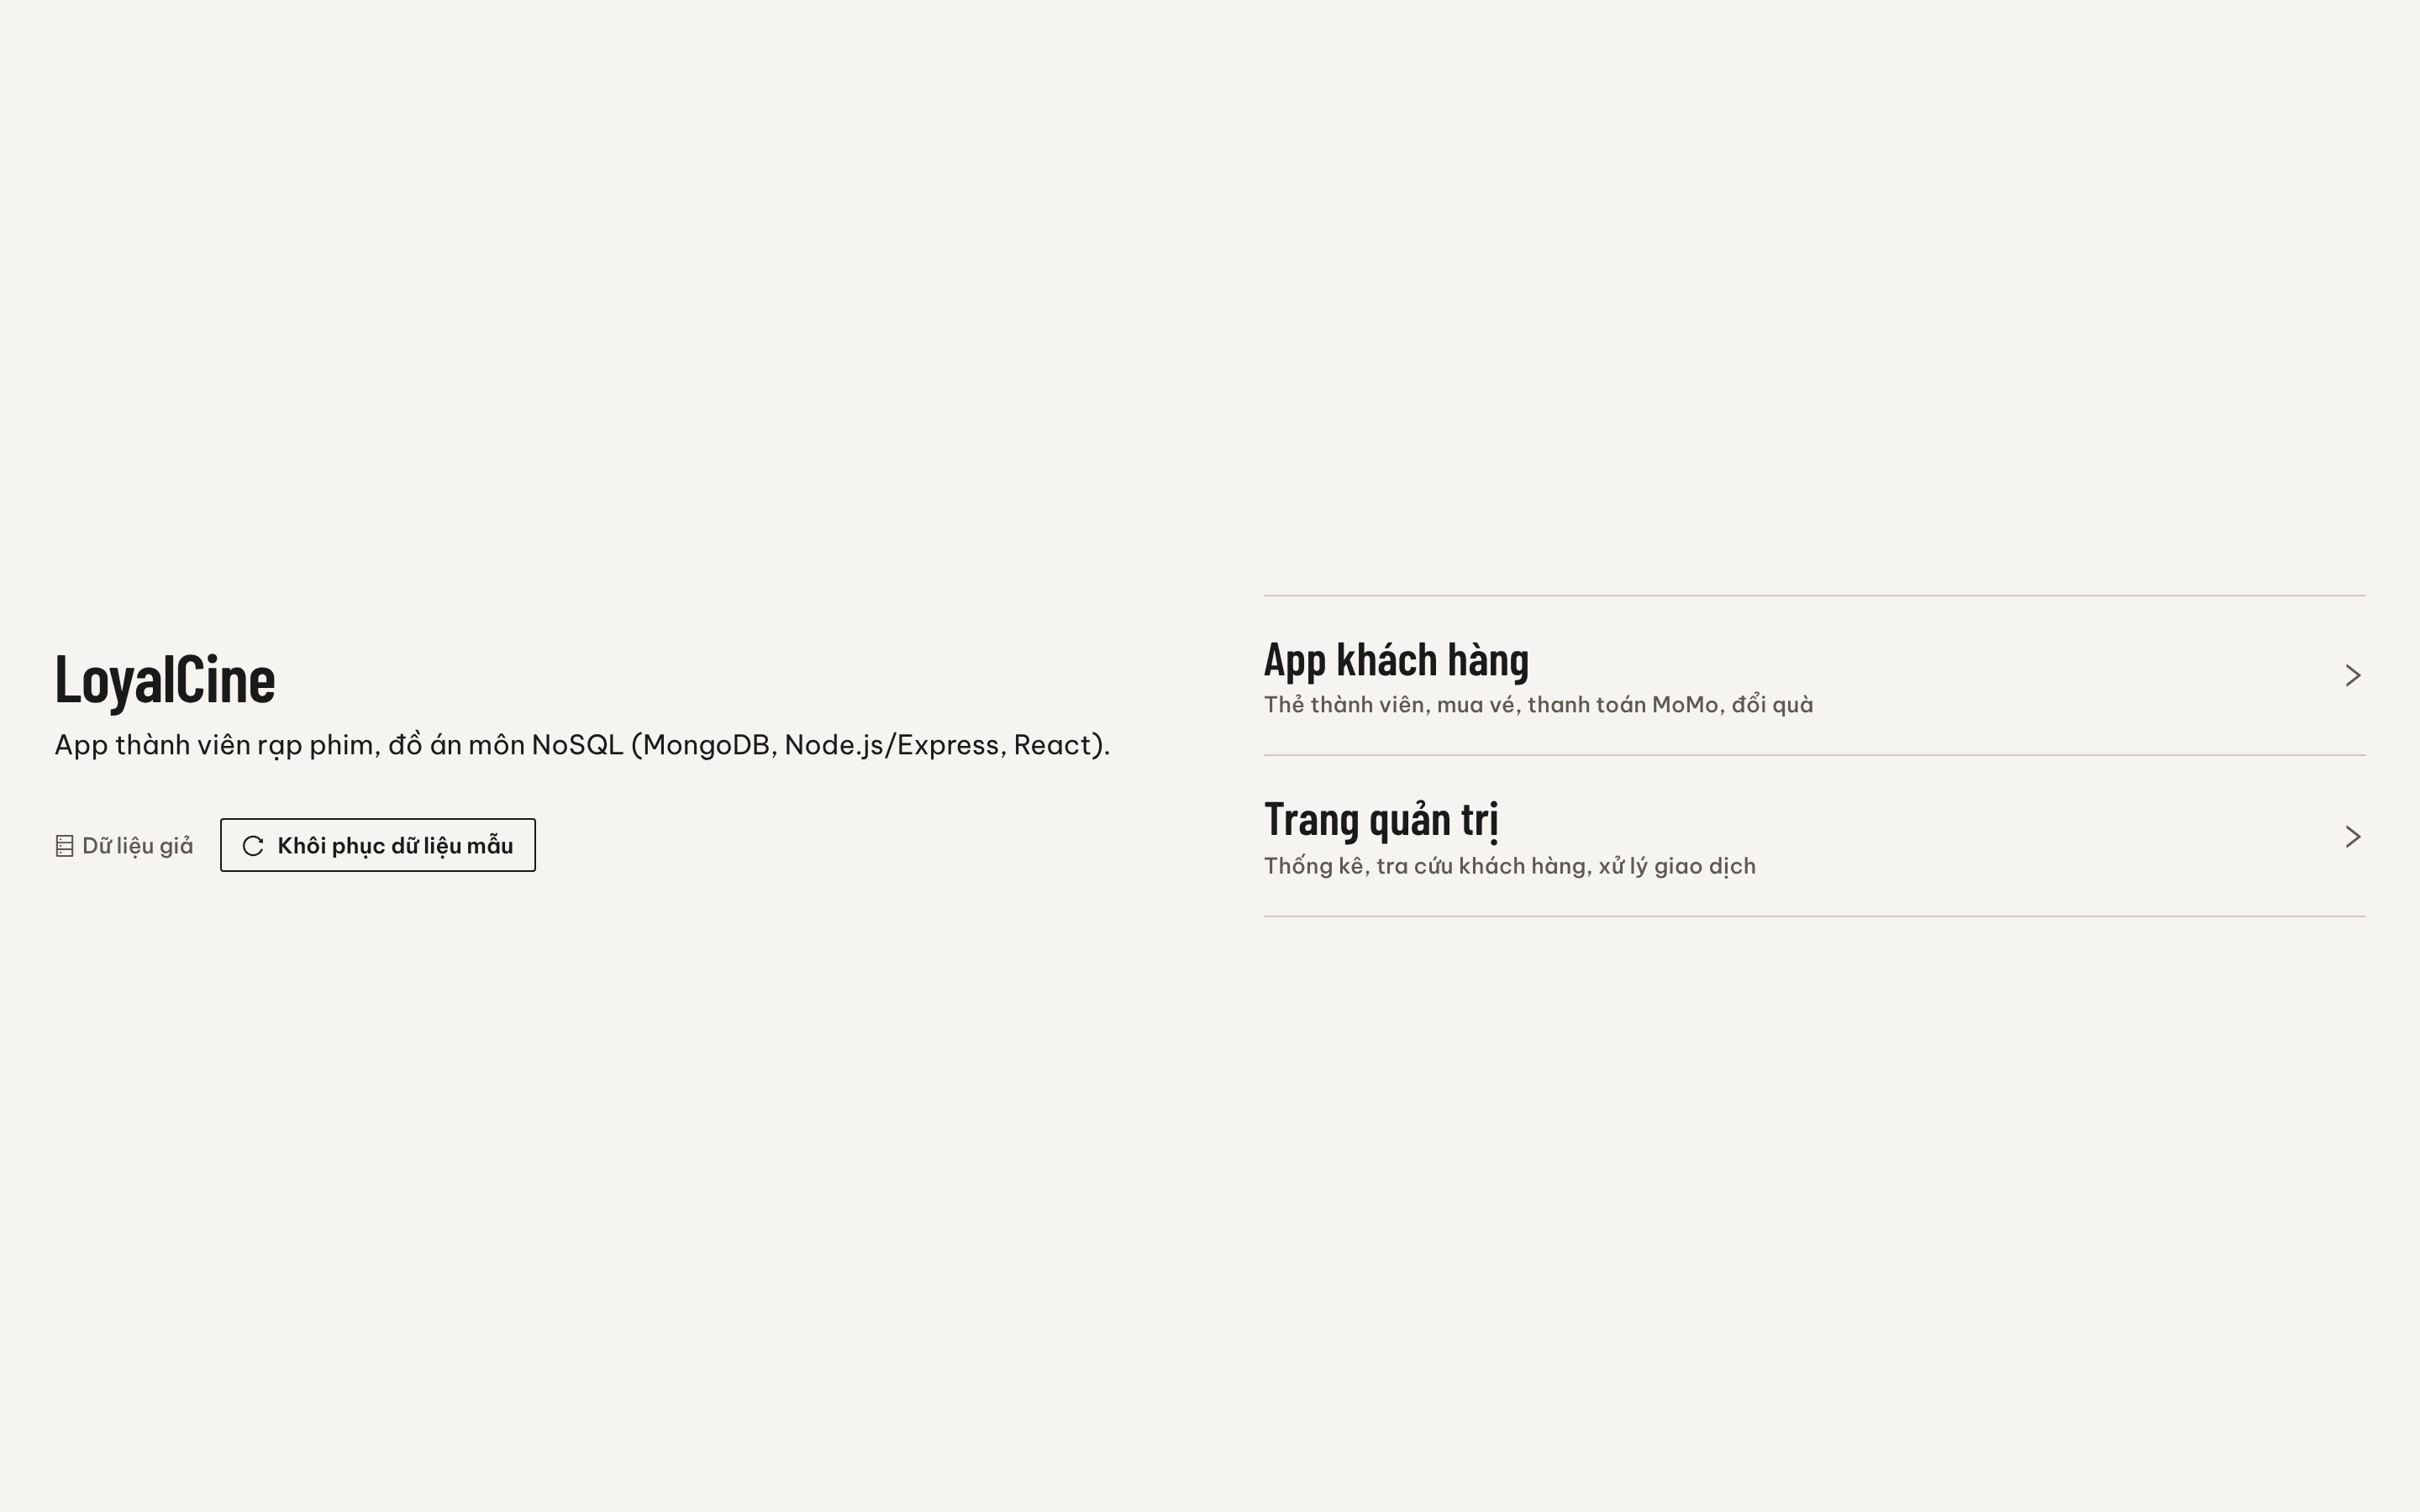 LoyalCine
App thành viên rạp phim, đồ án môn NoSQL (MongoDB, Node.js/Express, React).
Dữ liệu giả
Khôi phục dữ liệu mẫu
App khách hàng
Thẻ thành viên, mua vé, thanh toán MoMo, đổi quà
Trang quản trị
Thống kê, tra cứu khách hàng, xử lý giao dịch